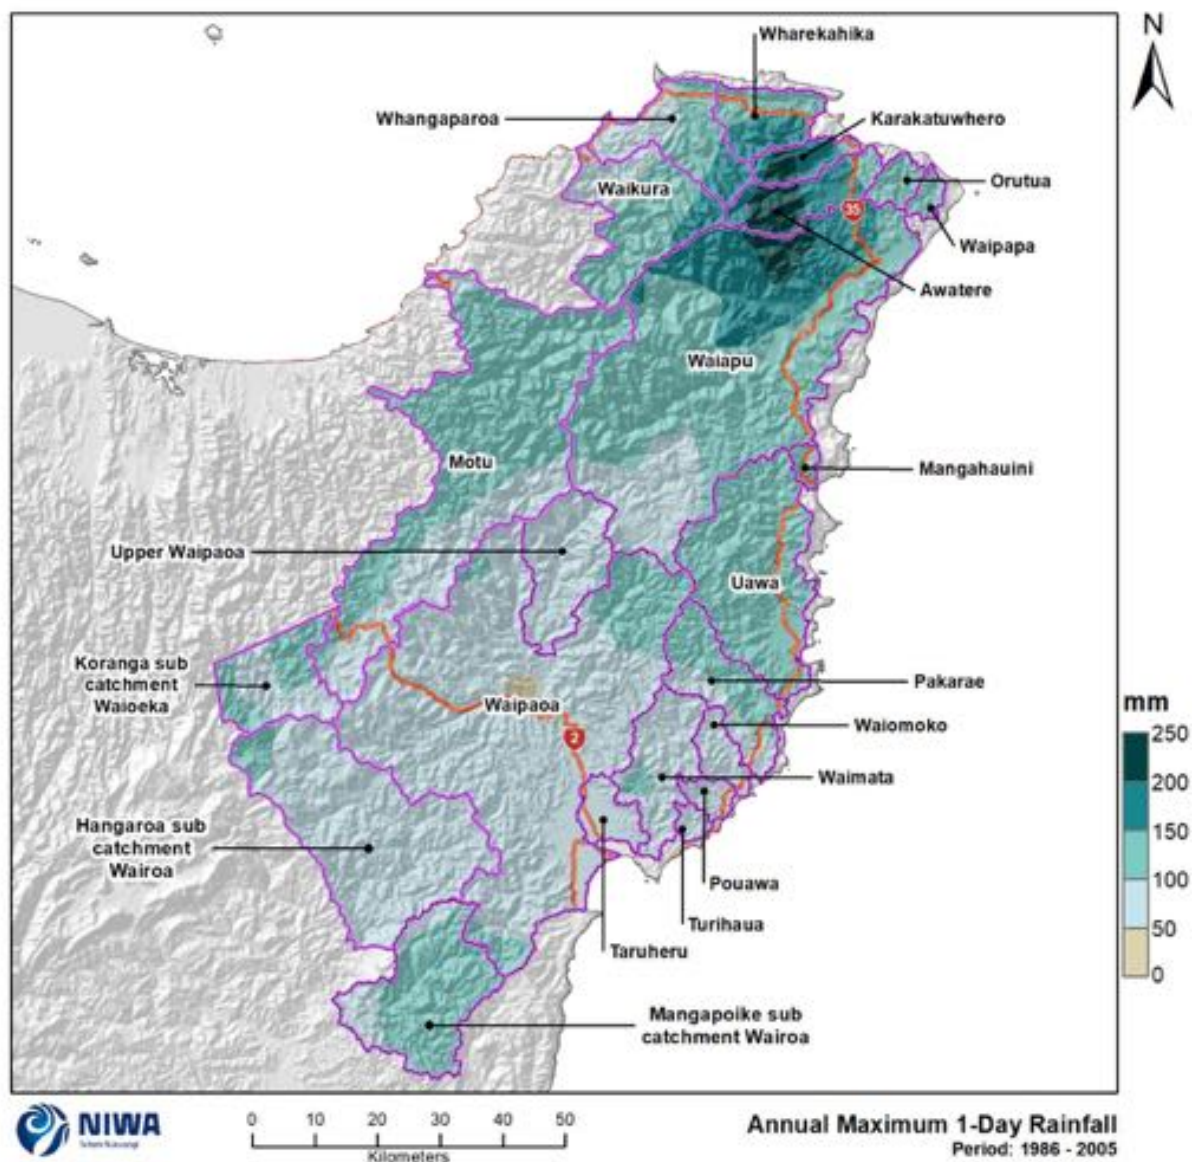 N
Wharekahika
Whangaparoa
Karakatuwhero
Waikura
Orutua
35
Waipapa
Awatere
Waiapu
Motu
Mangahauini
Upper Waipaoa
Uawa
Koranga sub
catchment
Waioeka
Pakarae
Waipaoa
2
Waiomoko
Waimata
Hangaroa sub
catchment
Wairoa
Pouawa
Turihaua
Taruheru
Mangapoike sub
catchment Wairoa
mm
250
200
150
100
50
0
NIWA
0 10 20 30 40 50
Kilometers
Annual Maximum 1-Day Rainfall
Period: 1986 - 2005